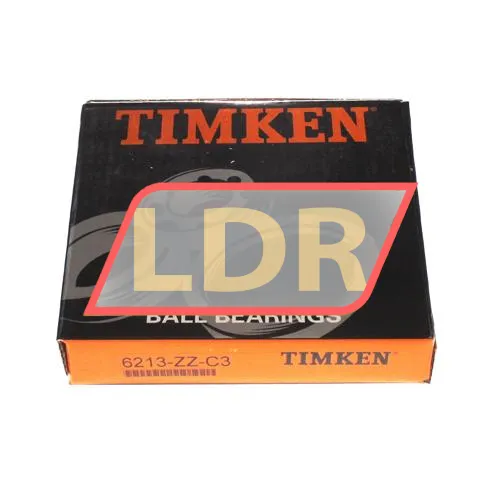 TIMKEN
LDR
BALL BEARINGS
6213-ZZ-C3
TIMKEN